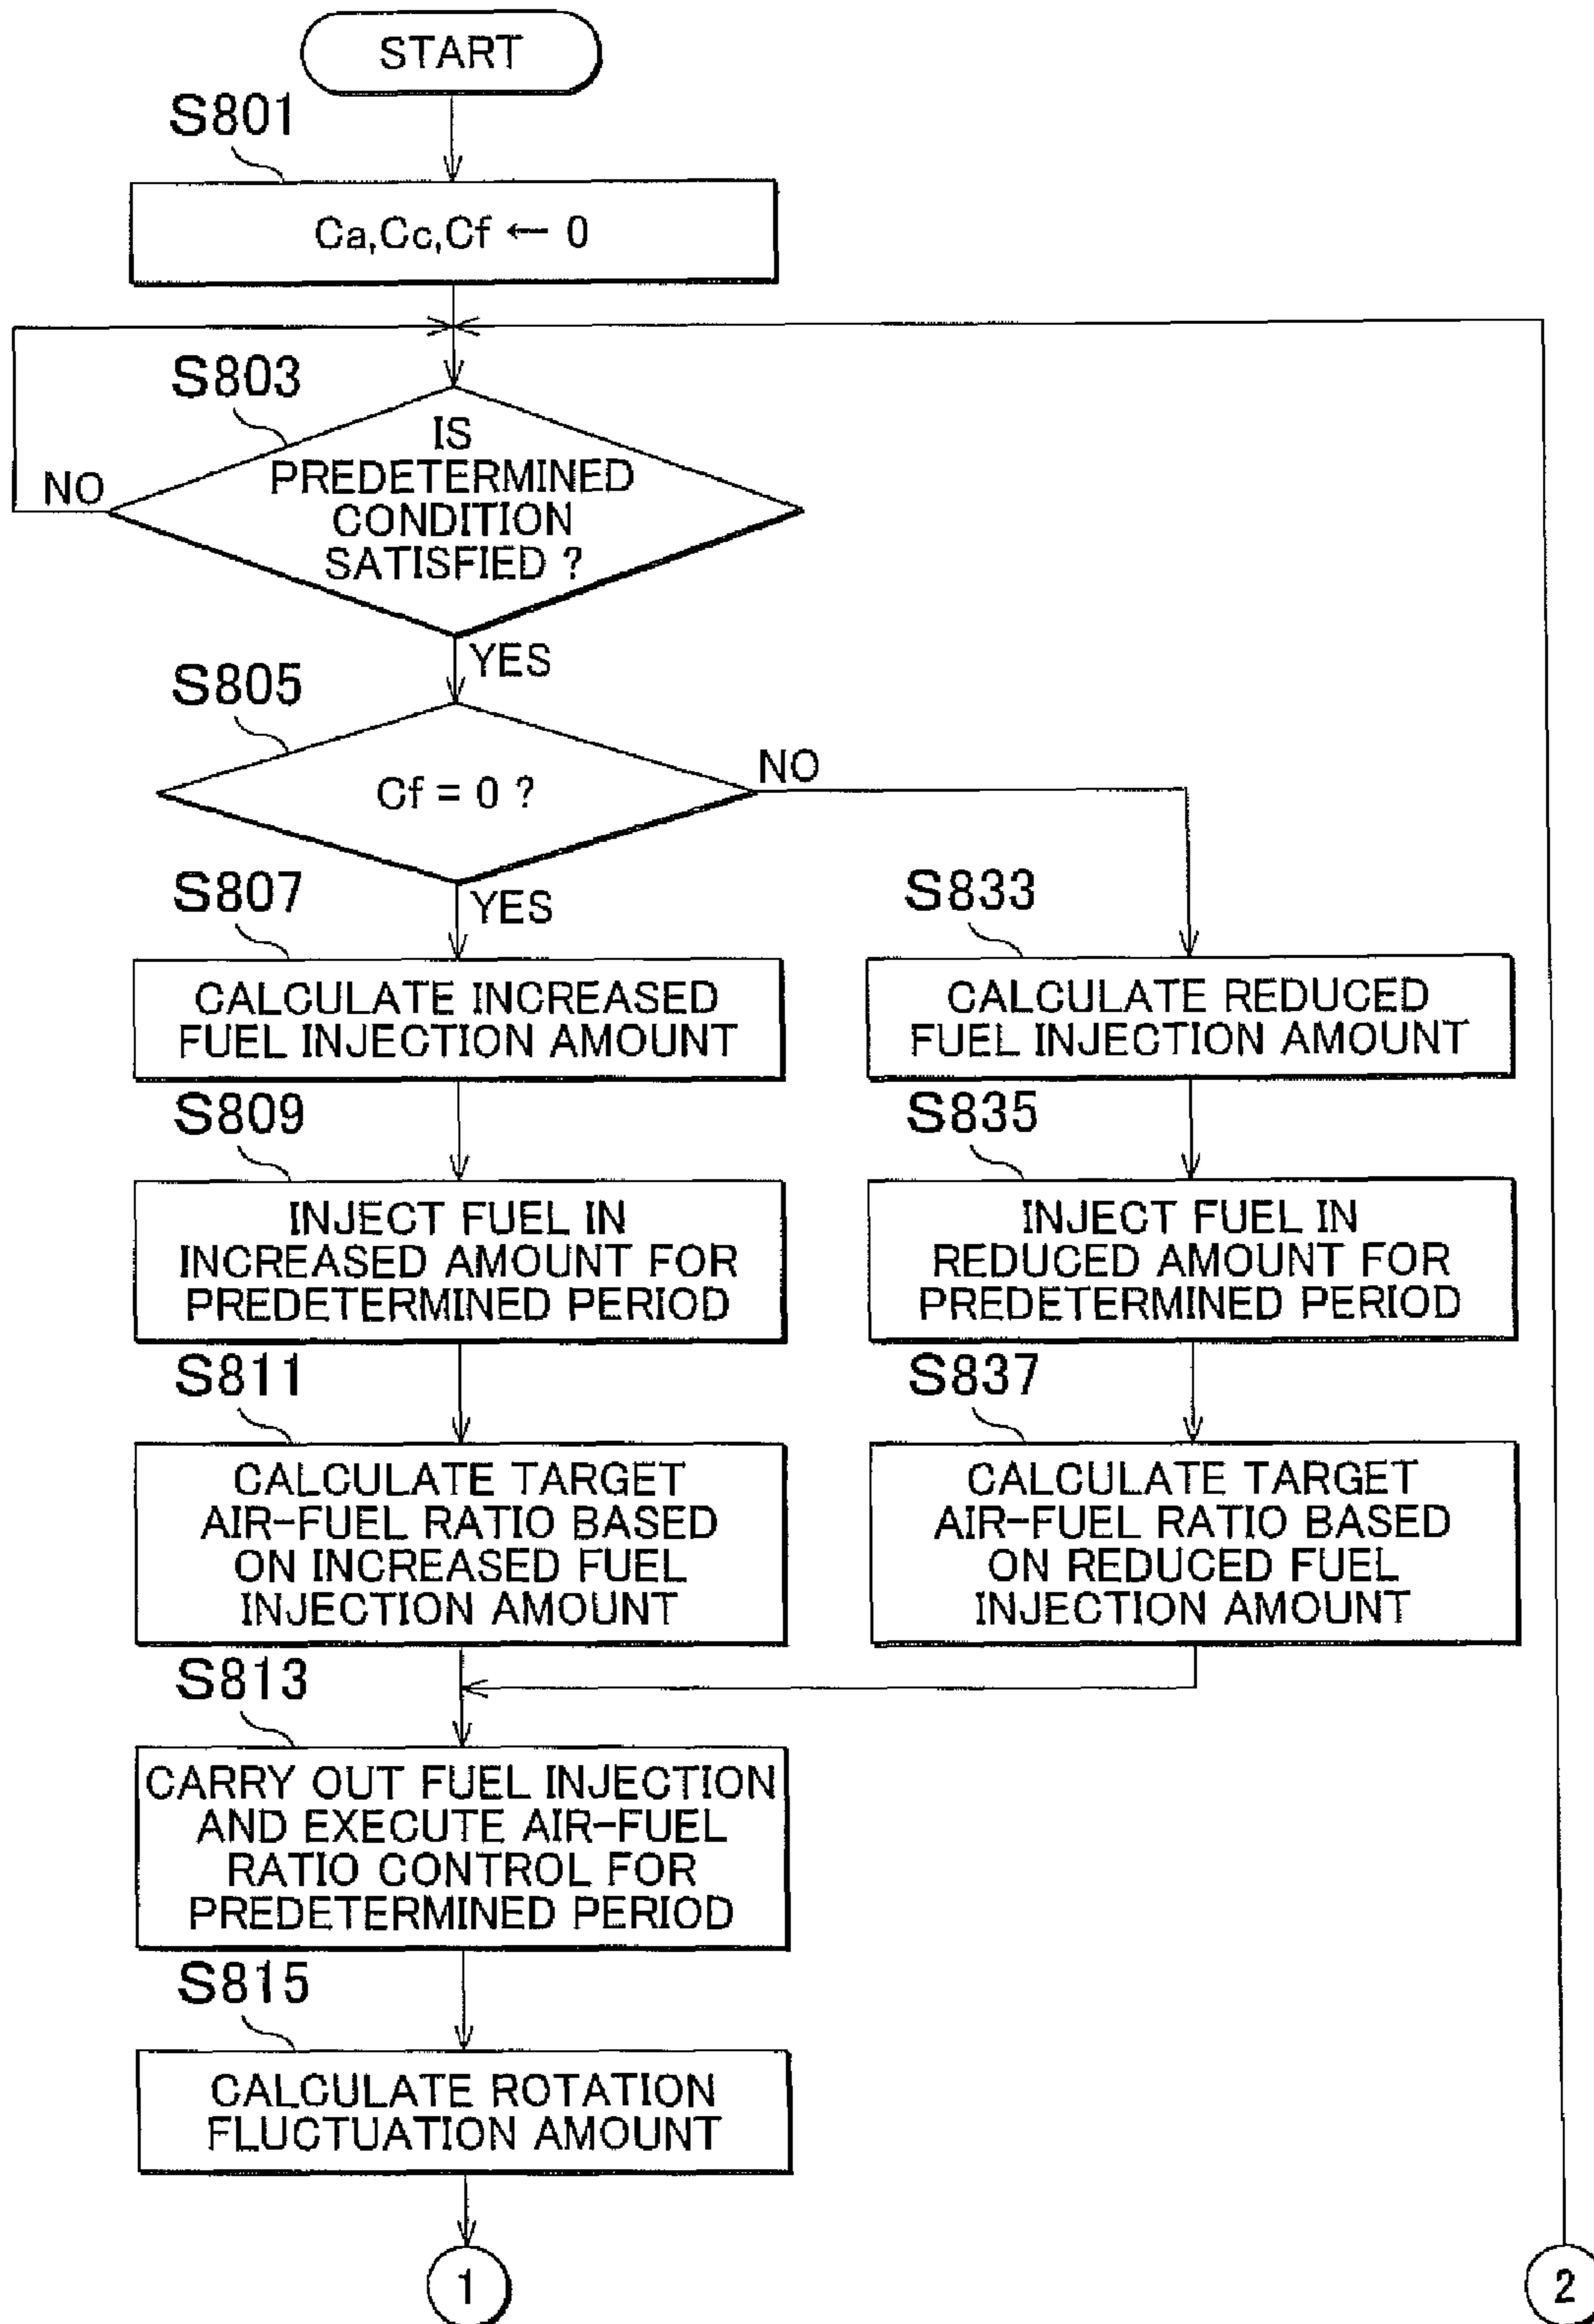 START
S801
Ca,Cc,Cf ← 0
S803
IS
PREDETERMINED
CONDITION
SATISFIED ?
NO
YES
S805
Cf = 0 ?
NO
YES
S807
CALCULATE INCREASED
FUEL INJECTION AMOUNT
S833
CALCULATE REDUCED
FUEL INJECTION AMOUNT
S809
INJECT FUEL IN
INCREASED AMOUNT FOR
PREDETERMINED PERIOD
S835
INJECT FUEL IN
REDUCED AMOUNT FOR
PREDETERMINED PERIOD
S811
CALCULATE TARGET
AIR-FUEL RATIO BASED
ON INCREASED FUEL
INJECTION AMOUNT
S837
CALCULATE TARGET
AIR-FUEL RATIO BASED
ON REDUCED FUEL
INJECTION AMOUNT
S813
CARRY OUT FUEL INJECTION
AND EXECUTE AIR-FUEL
RATIO CONTROL FOR
PREDETERMINED PERIOD
S815
CALCULATE ROTATION
FLUCTUATION AMOUNT
1
2